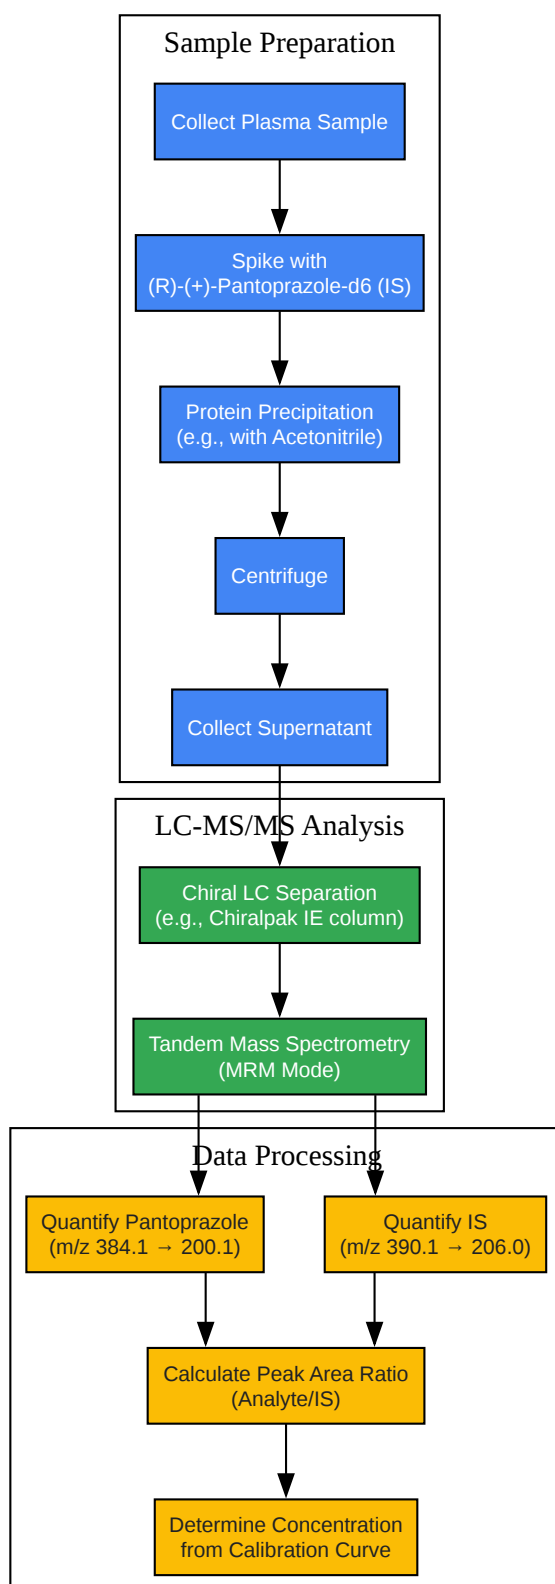 Sample Preparation
Collect Plasma Sample
Spike with
(R)-(+)-Pantoprazole-d6 (IS)
Protein Precipitation
(e.g., with Acetonitrile)
Centrifuge
Collect Supernatant
LC-MS/MS Analysis
Chiral LC Separation
(e.g., Chiralpak IE column)
Tandem Mass Spectrometry
(MRM Mode)
Data Processing
Quantify Pantoprazole
(m/z 384.1 → 200.1)
Quantify IS
(m/z 390.1 → 206.0)
Calculate Peak Area Ratio
(Analyte/IS)
Determine Concentration
from Calibration Curve